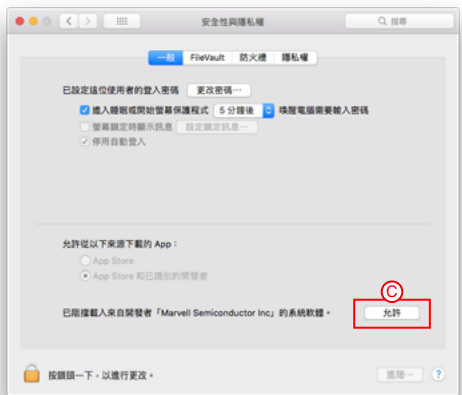 安全性與隱私權
搜尋
一般 FileVault 防火牆 隱私權
已設定這位使用者的登入密碼 更改密碼⋯
進入睡眠或開始螢幕保護程式 5 分鐘後 喚醒電腦需要輸入密碼
螢幕鎖定時顯示訊息 設定鎖定訊息⋯
停用自動登入
允許從以下來源下載的 App：
App Store
App Store 和已識別的開發者
C
已阻擋載入來自開發者「Marvell Semiconductor Inc」的系統軟體。 允許
按鎖頭一下，以進行更改。 進階⋯ ?